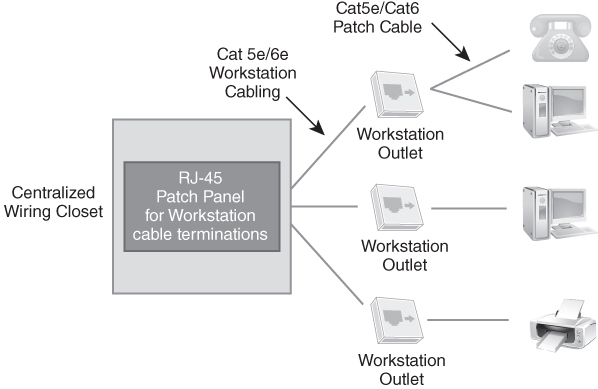 Cat5e/Cat6
Patch Cable
Cat 5e/6e
Workstation
Cabling
Workstation
Outlet
Centralized
Wiring Closet
RJ-45
Patch Panel
for Workstation
cable terminations
Workstation
Outlet
Workstation
Outlet